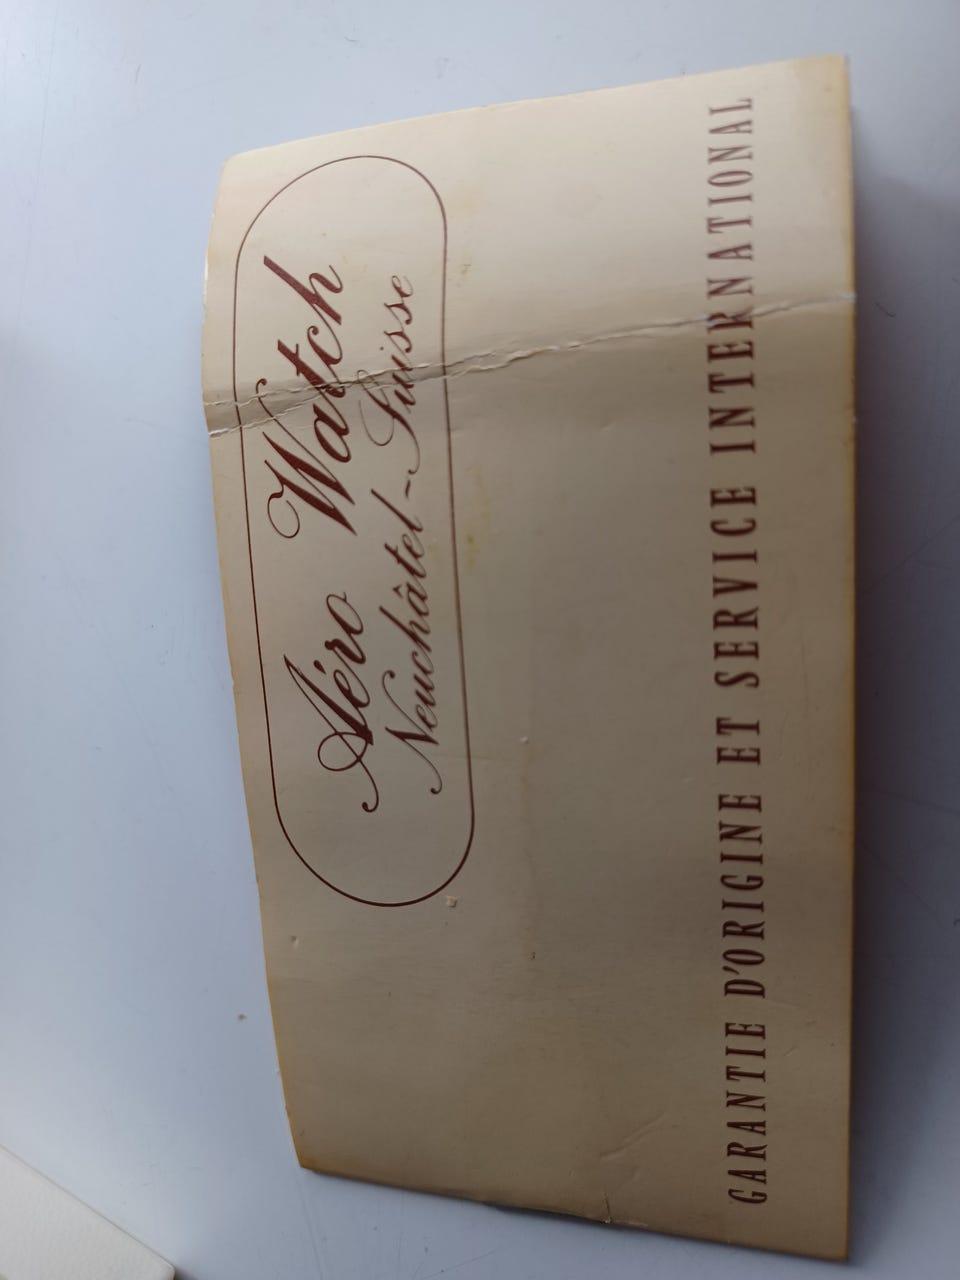 Aéro Watch
Neuchâtel-Suisse
GARANTIE D'ORIGINE ET SERVICE INTERNATIONAL